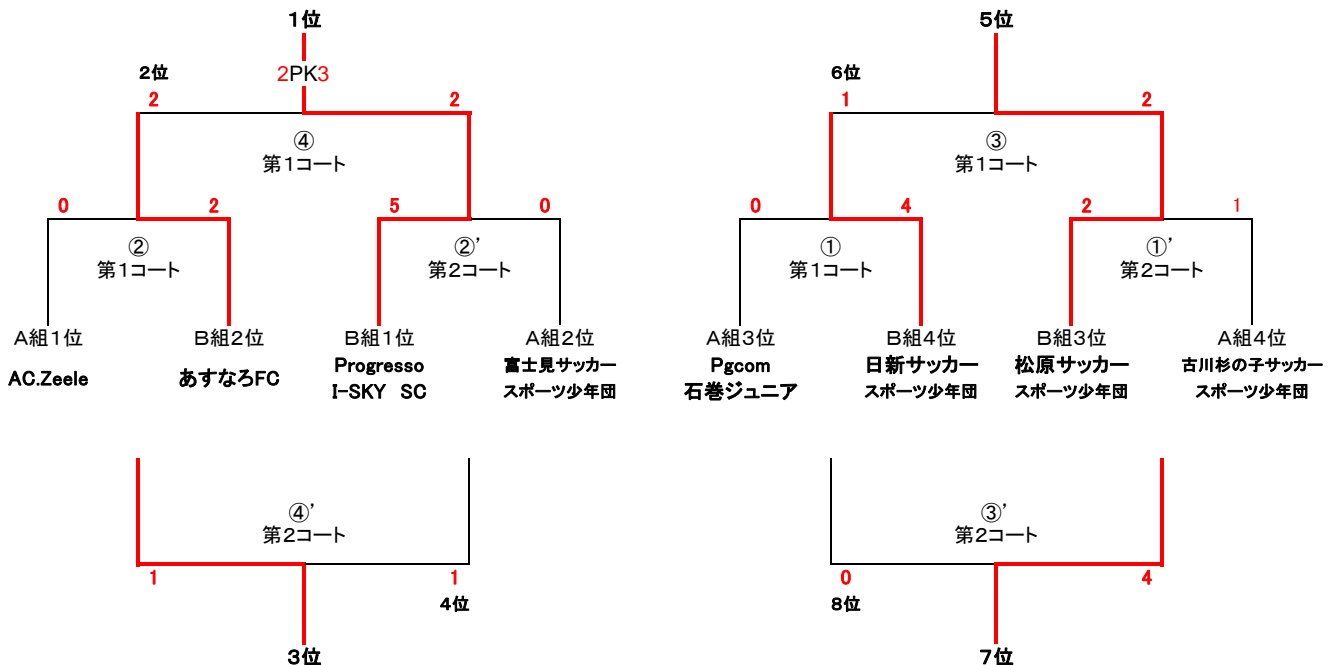 1位
5位
2位
2PK3
6位
2
2
1
2
④
第1コート
③
第1コート
0
2
5
0
0
4
2
1
②
第1コート
②’
第2コート
①
第1コート
①’
第2コート
A組1位
B組2位
B組1位
A組2位
A組3位
B組4位
B組3位
A組4位
AC.Zeele
あすなろFC
Progresso
I-SKY　SC
富士見サッカー
スポーツ少年団
Pgcom
石巻ジュニア
日新サッカー
スポーツ少年団
松原サッカー
スポーツ少年団
古川杉の子サッカー
スポーツ少年団
④’
第2コート
③’
第2コート
1
1
0
4
4位
8位
3位
7位